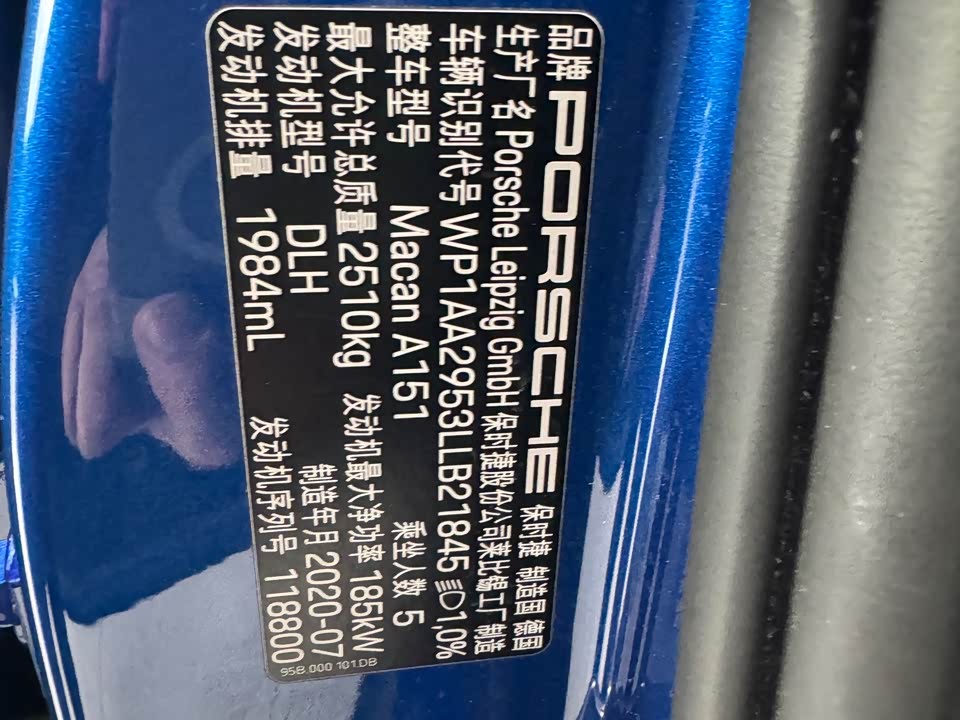 品牌 PORSCHE 保时捷 制造国 德国
生产厂名 Porsche Leipzig GmbH 保时捷股份公司莱比锡工厂制造
车辆识别代号 WP1AA2953LLB21845 1,0%
整车型号 Macan A151 乘坐人数 5
最大允许总质量 2510kg 发动机最大净功率 185kW
发动机型号 DLH 制造年月 2020-07
发动机排量 1984mL 发动机序列号 118800
95B.000 101.DB